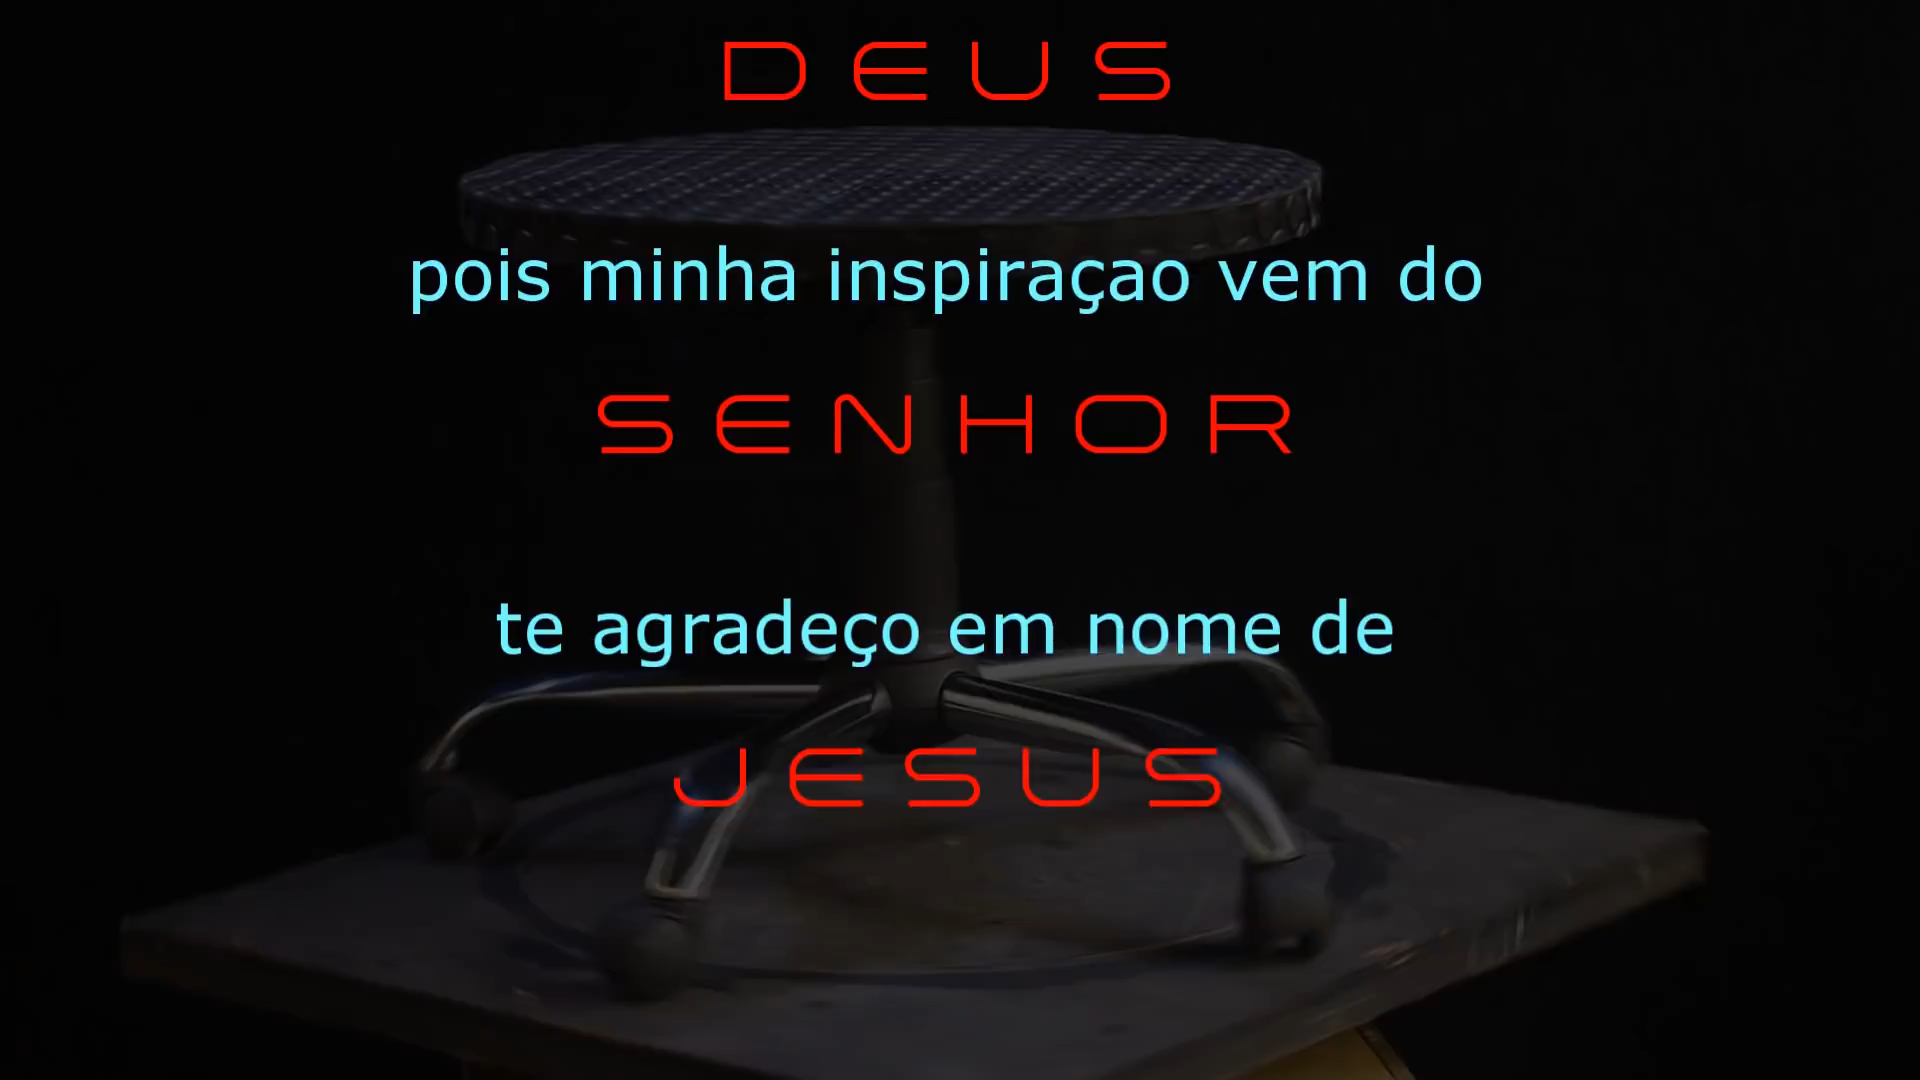 DEUS
pois minha inspiraçao vem do
SENHOR
te agradeço em nome de
JESUS